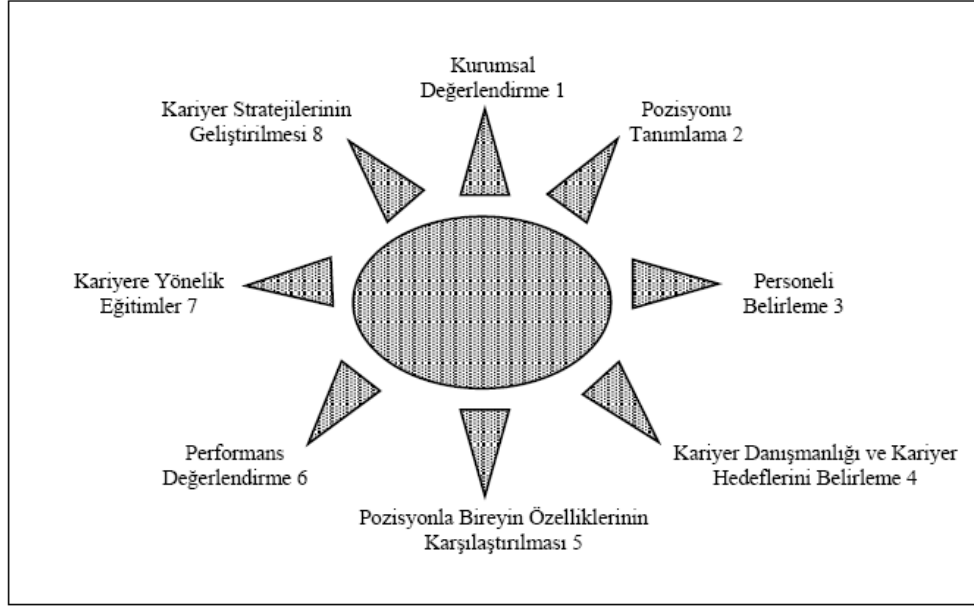 Kurumsal
Değerlendirme 1
Pozisyonu
Tanımlama 2
Personeli
Belirleme 3
Kariyer Danışmanlığı ve Kariyer
Hedeflerini Belirleme 4
Pozisyonla Bireyin Özelliklerinin
Karşılaştırılması 5
Performans
Değerlendirme 6
Kariyere Yönelik
Eğitimler 7
Kariyer Stratejilerinin
Geliştirilmesi 8